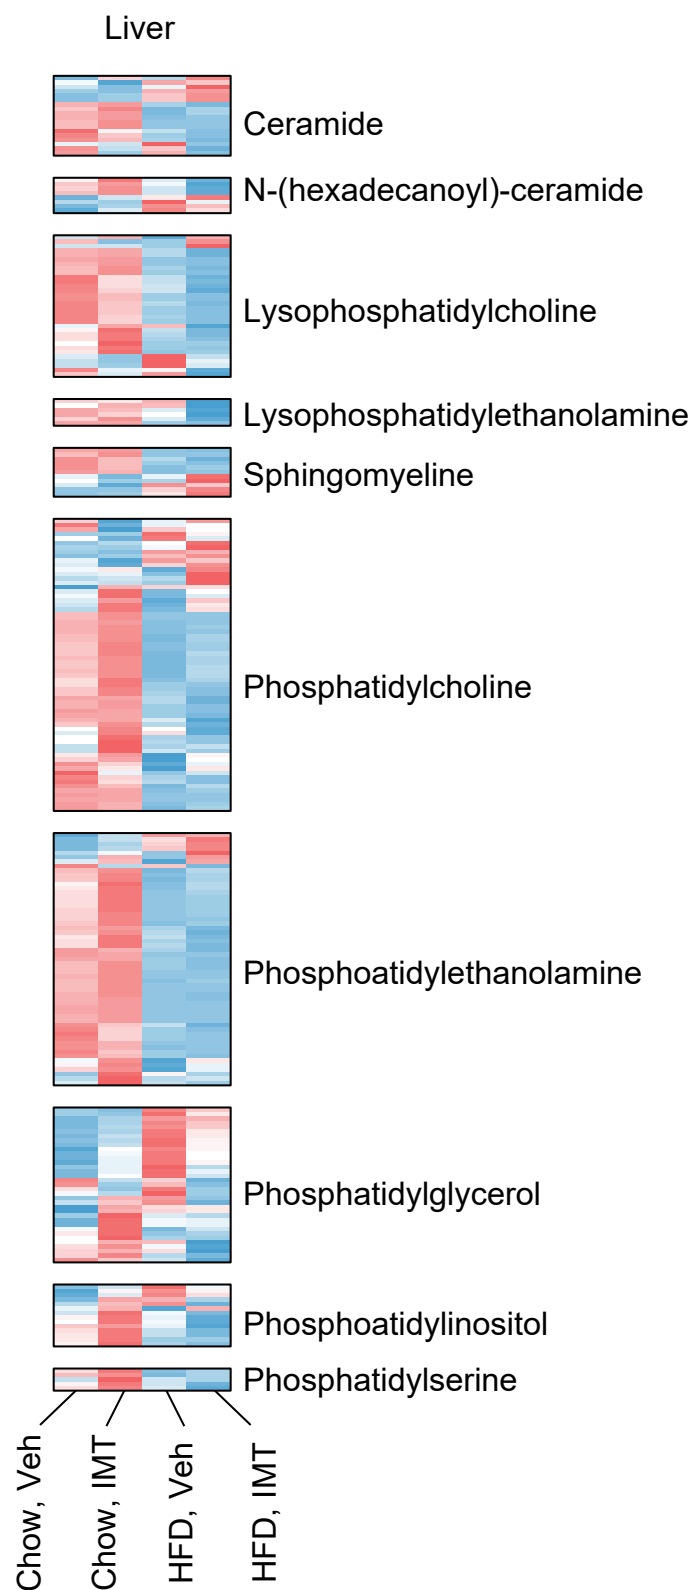 Liver
Ceramide
N-(hexadecanoyl)-ceramide
Lysophosphatidylcholine
Lysophosphatidylethanolamine
Sphingomyeline
Phosphatidylcholine
Phosphoatidylethanolamine
Phosphatidylglycerol
Phosphoatidylinositol
Phosphatidylserine
Chow, Veh
Chow, IMT
HFD, Veh
HFD, IMT